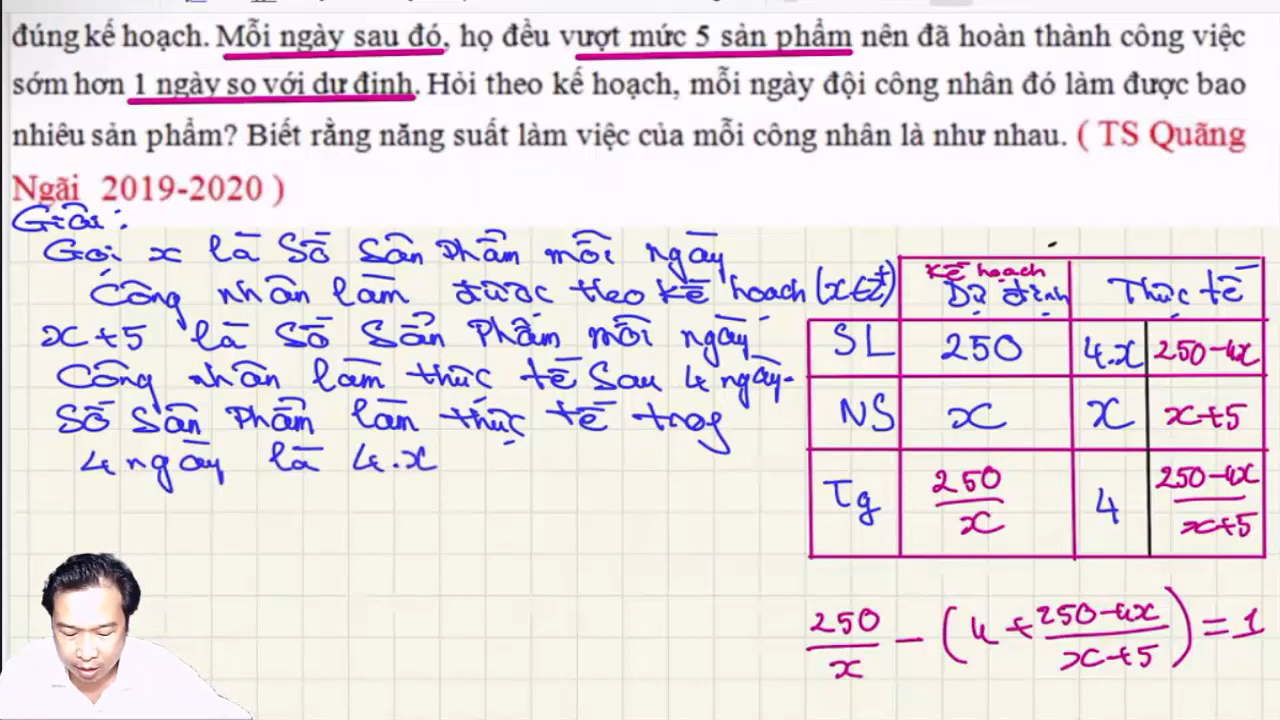 đúng kế hoạch. Mỗi ngày sau đó, họ đều vượt mức 5 sản phẩm nên đã hoàn thành công việc
sớm hơn 1 ngày so với dự định. Hỏi theo kế hoạch, mỗi ngày đội công nhân đó làm được bao
nhiêu sản phẩm? Biết rằng năng suất làm việc của mỗi công nhân là như nhau. ( TS Quãng
Ngãi 2019-2020 )
Giải:
Gọi x là số sản phẩm mỗi ngày
Công nhân làm được theo kế hoạch (x∈Z⁺)
x+5 là số sản phẩm mỗi ngày
Công nhân làm thức tế sau 4 ngày.
Số sản phẩm làm thức tế trog
4 ngày là 4.x
Kế hoạch
Dự định Thực tế
SL 250 4.x 250-4x
NS x x x+5
Tg 250/x 4 (250-4x)/(x+5)
250/x - (4 + (250-4x)/(x+5)) = 1